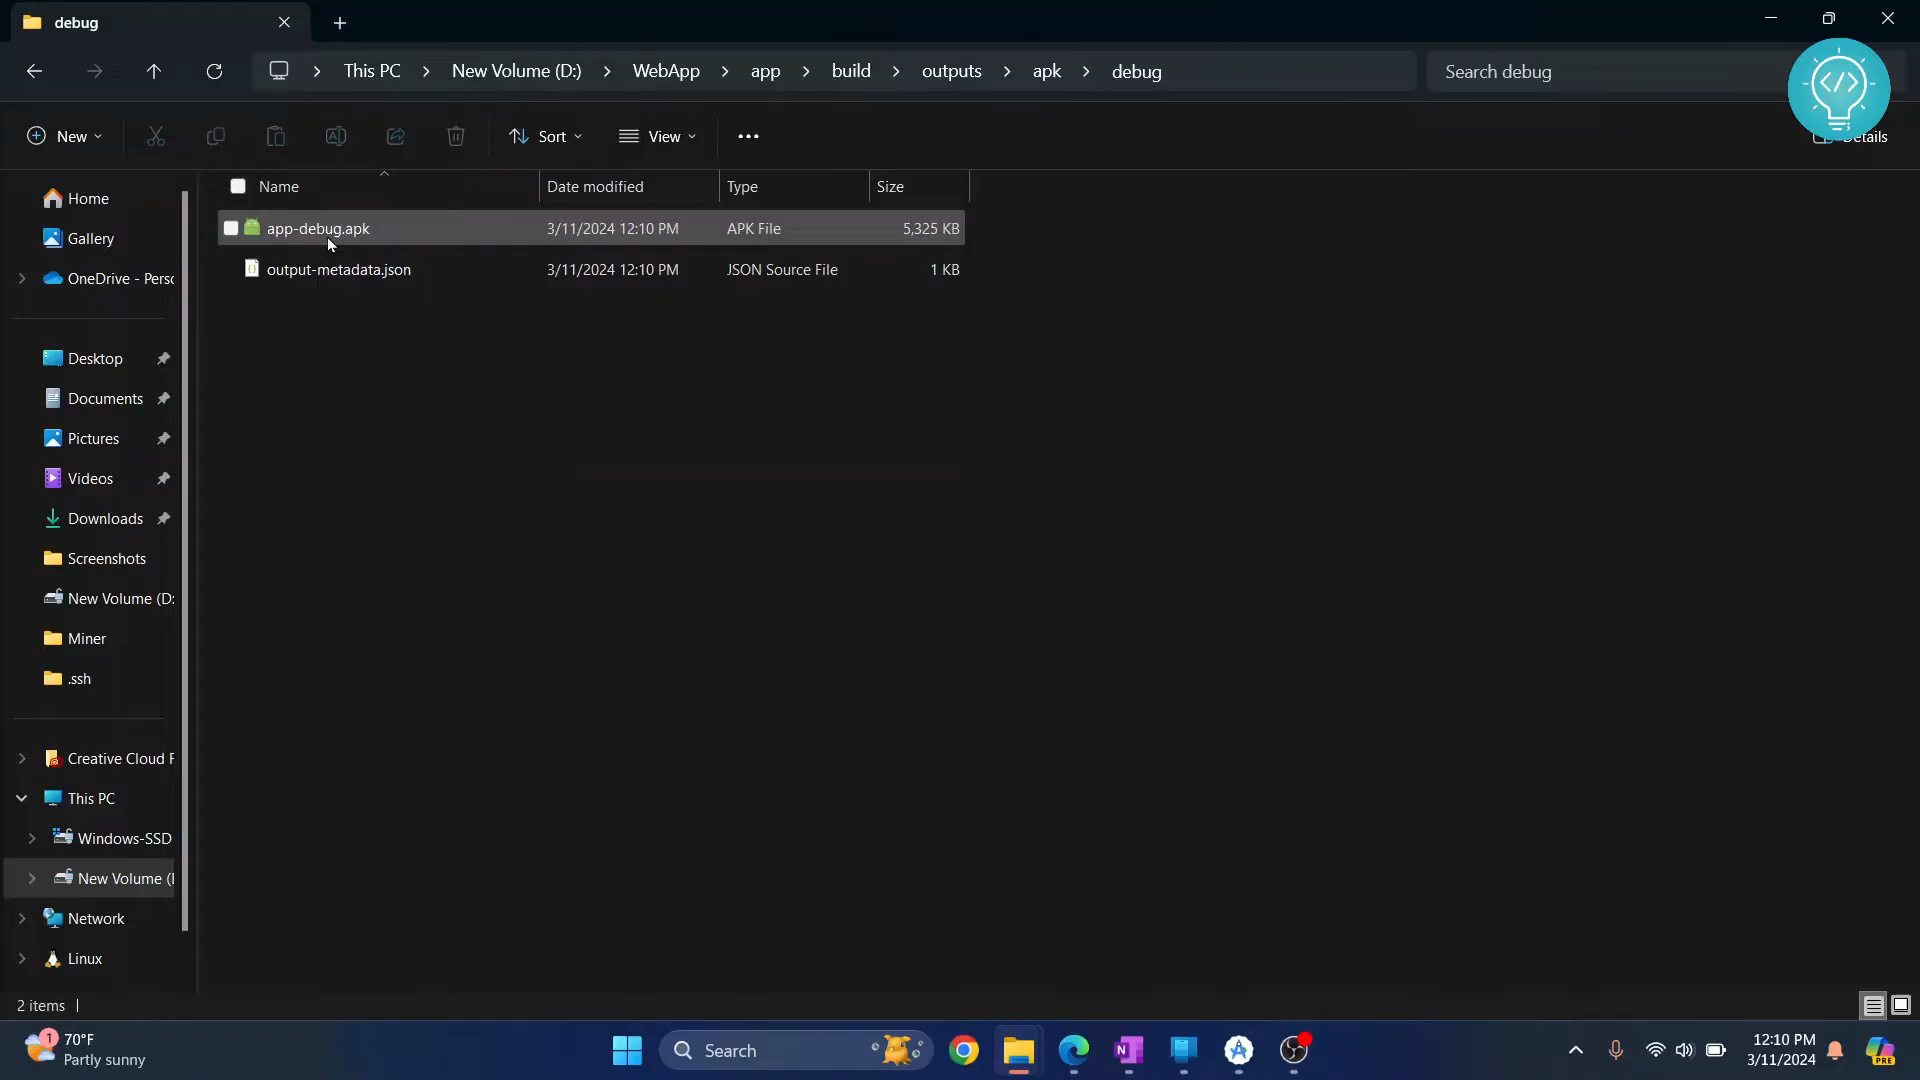 debug
This PC
New Volume (D:)
WebApp
app
build
outputs
apk
debug
Search debug
New
Sort
View
Name
Date modified
Type
Size
app-debug.apk
3/11/2024 12:10 PM
APK File
5,325 KB
output-metadata.json
3/11/2024 12:10 PM
JSON Source File
1 KB
Home
Gallery
OneDrive - Perso
Desktop
Documents
Pictures
Videos
Downloads
Screenshots
New Volume (D:
Miner
.ssh
Creative Cloud F
This PC
Windows-SSD
New Volume (
Network
Linux
2 items
1
70°F
Partly sunny
Search
N
PRE
12:10 PM
3/11/2024